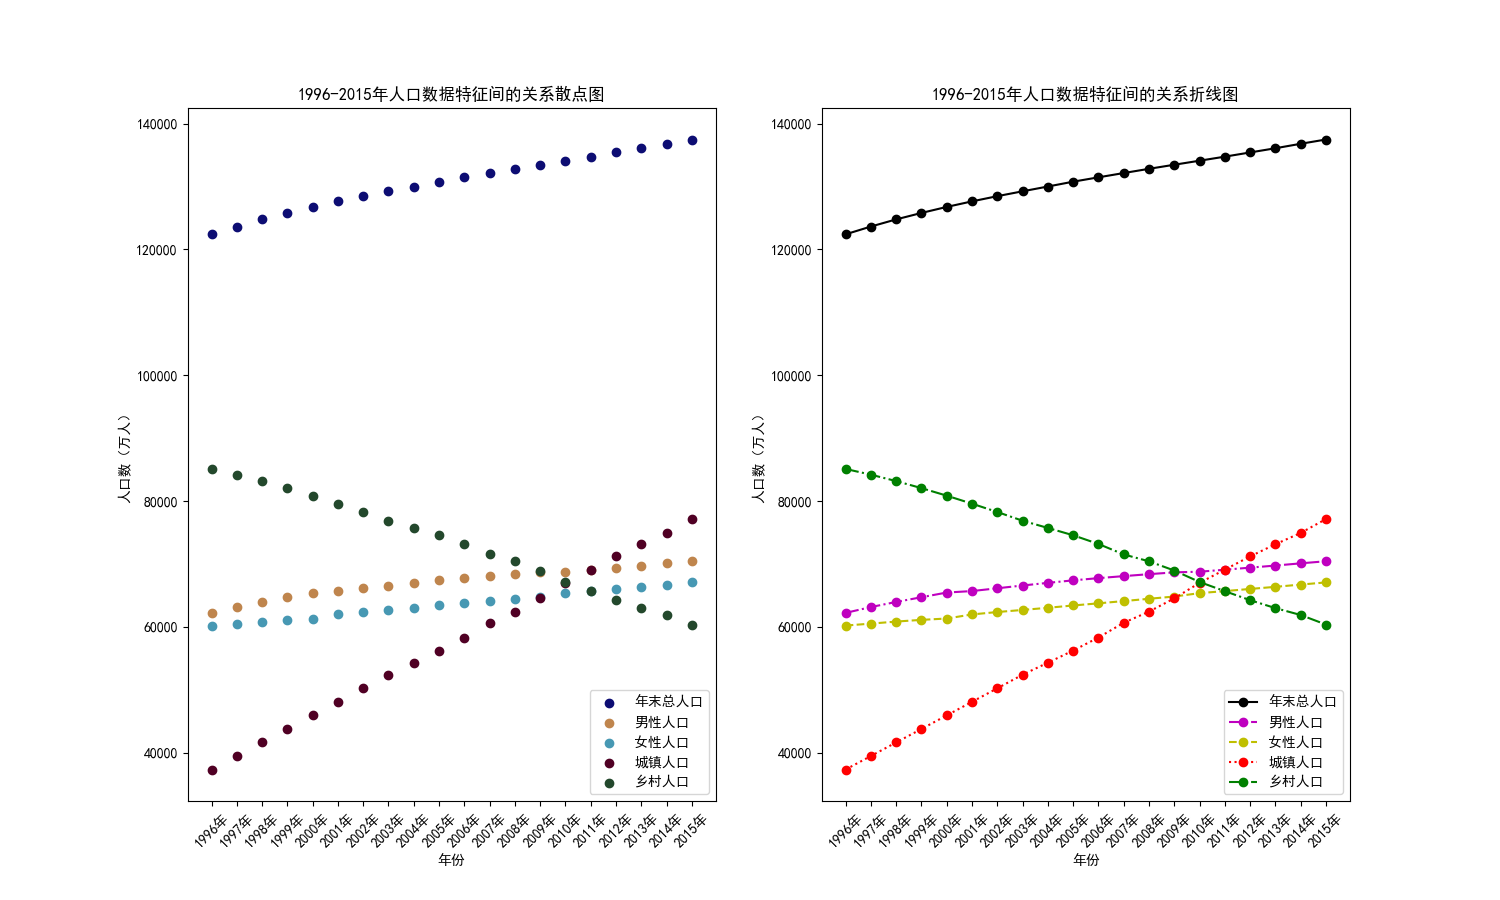 1996-2015年人口数据特征间的关系散点图
140000
120000
100000
80000
60000
40000
人口数（万人）
1996年
1997年
1998年
1999年
2000年
2001年
2002年
2003年
2004年
2005年
2006年
2007年
2008年
2009年
2010年
2011年
2012年
2013年
2014年
2015年
年份
年末总人口
男性人口
女性人口
城镇人口
乡村人口
1996-2015年人口数据特征间的关系折线图
140000
120000
100000
80000
60000
40000
人口数（万人）
1996年
1997年
1998年
1999年
2000年
2001年
2002年
2003年
2004年
2005年
2006年
2007年
2008年
2009年
2010年
2011年
2012年
2013年
2014年
2015年
年份
年末总人口
男性人口
女性人口
城镇人口
乡村人口